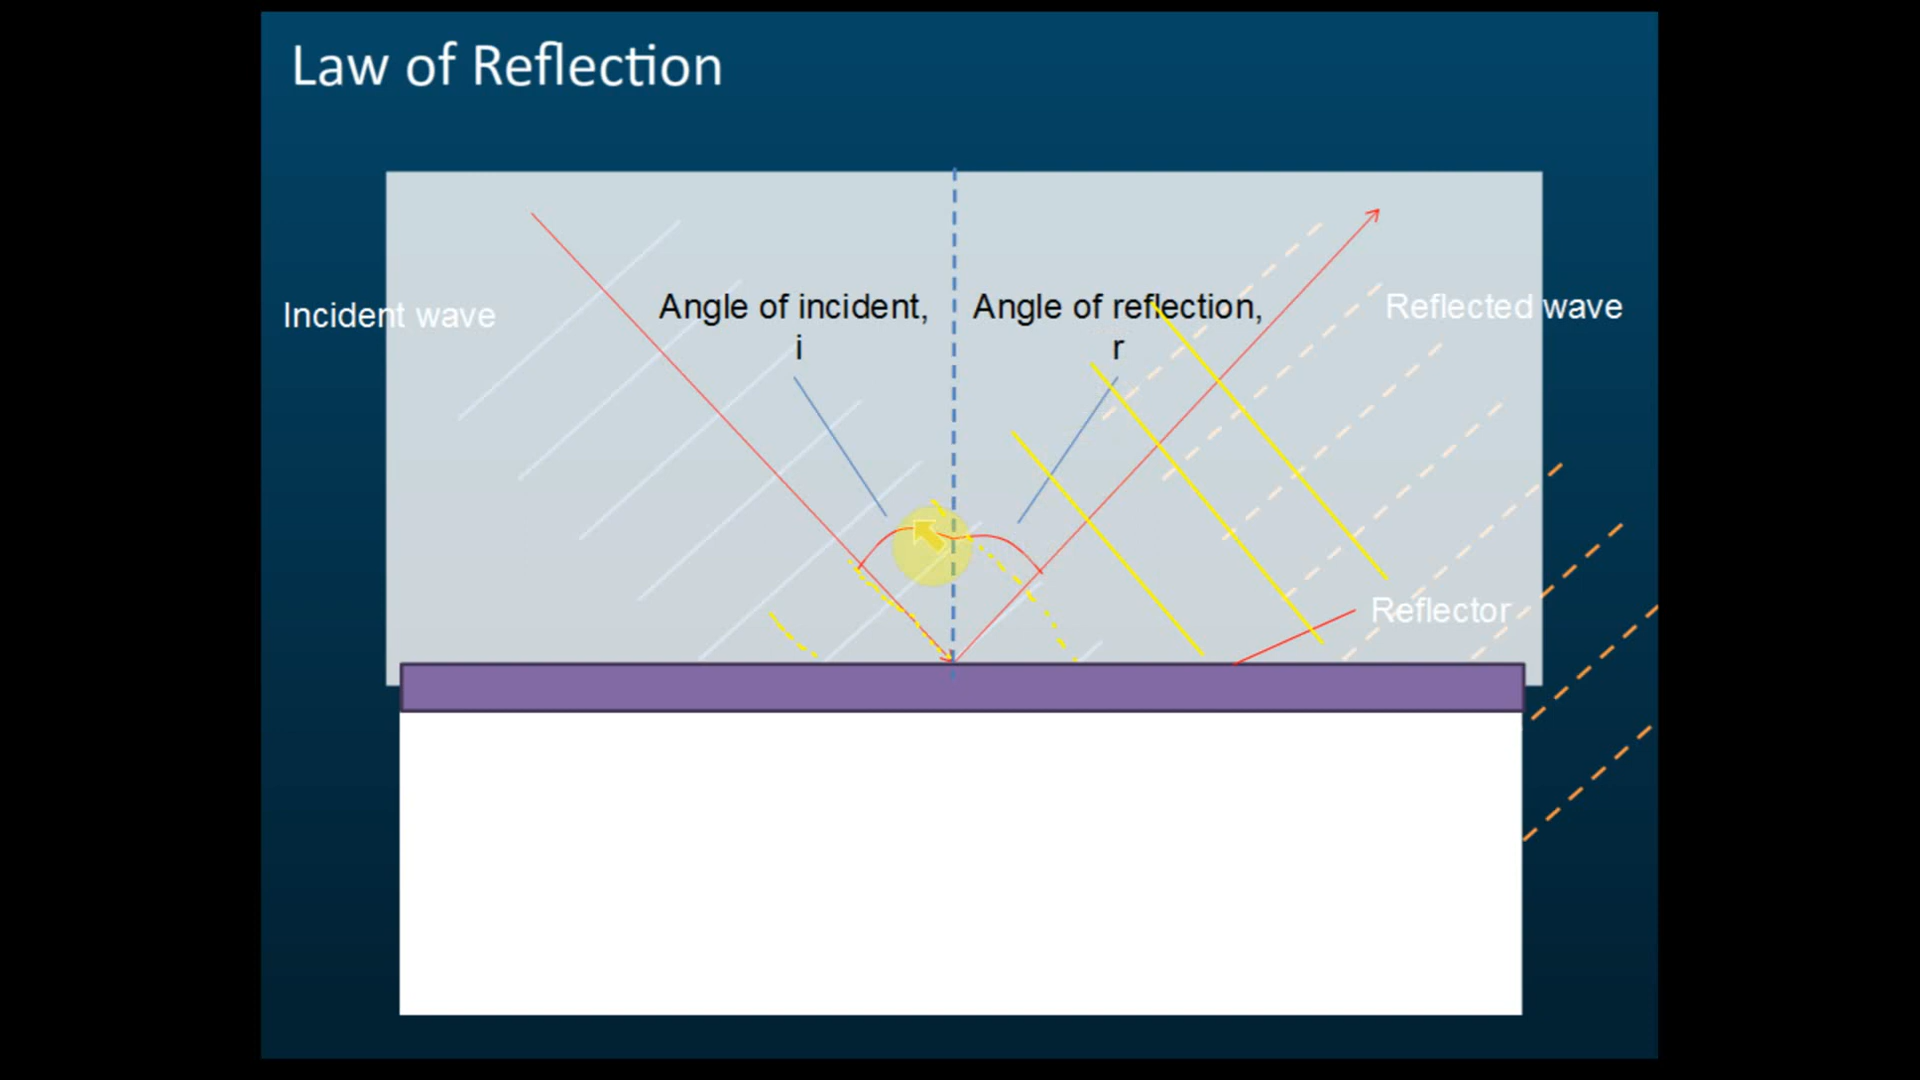 Law of Reflection
Incident wave
Angle of incident,
i
Angle of reflection,
r
Reflected wave
Reflector